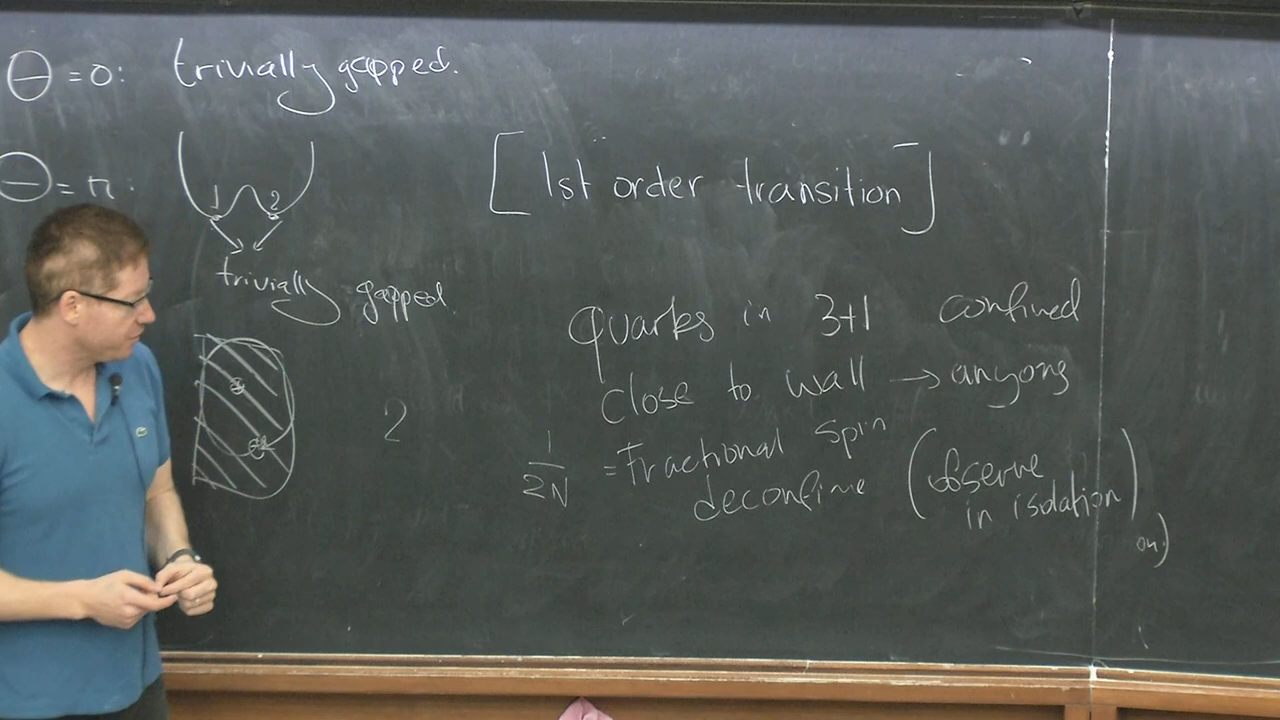 Θ = 0: trivially gapped.
Θ = π:
1 2
trivially gapped.
[1st order transition]
quarks in 3+1 confined
close to wall → anyons
1/2N = Fractional spin
deconfine (observe in isolation)
2